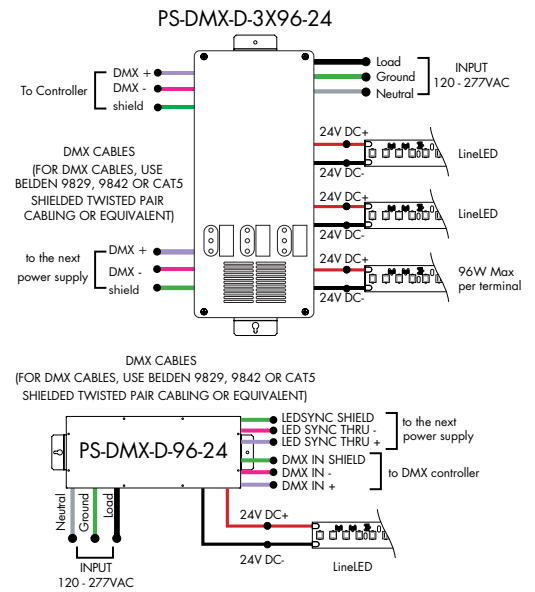 PS-DMX-D-3X96-24
DMX +
DMX -
shield
To Controller
Load
Ground
Neutral
INPUT
120 - 277VAC
DMX CABLES
(FOR DMX CABLES, USE
BELDEN 9829, 9842 OR CAT5
SHIELDED TWISTED PAIR
CABLING OR EQUIVALENT)
24V DC+
24V DC-
LineLED
24V DC+
24V DC-
LineLED
DMX +
DMX -
shield
to the next
power supply
24V DC+
24V DC-
96W Max
per terminal
DMX CABLES
(FOR DMX CABLES, USE BELDEN 9829, 9842 OR CAT5
SHIELDED TWISTED PAIR CABLING OR EQUIVALENT)
PS-DMX-D-96-24
LEDSYNC SHIELD
LED SYNC THRU -
LED SYNC THRU +
to the next
power supply
DMX IN SHIELD
DMX IN -
DMX IN +
to DMX controller
Neutral
Ground
Load
INPUT
120 - 277VAC
24V DC+
24V DC-
LineLED